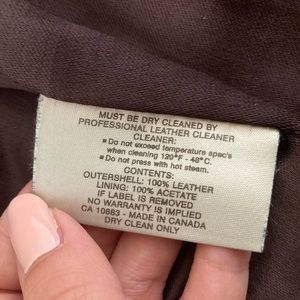 MUST BE DRY CLEANED BY
PROFESSIONAL LEATHER CLEANER
CLEANER:
■ Do not exceed temperature spec's
when cleaning 120°F - 48°C.
■ Do not press with hot steam.
CONTENTS:
OUTERSHELL: 100% LEATHER
LINING: 100% ACETATE
IF LABEL IS REMOVED
NO WARRANTY IS IMPLIED
CA 10883 - MADE IN CANADA
DRY CLEAN ONLY